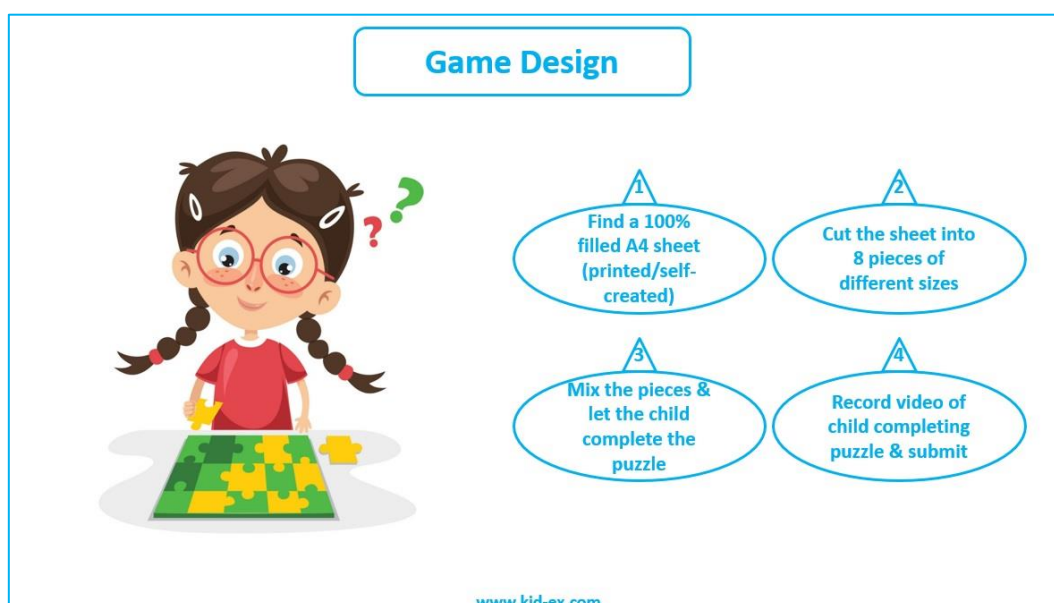 Game Design
?
?
1
Find a 100%
filled A4 sheet
(printed/self-
created)
2
Cut the sheet into
8 pieces of
different sizes
3
Mix the pieces &
let the child
complete the
puzzle
4
Record video of
child completing
puzzle & submit
www.kid-ex.com